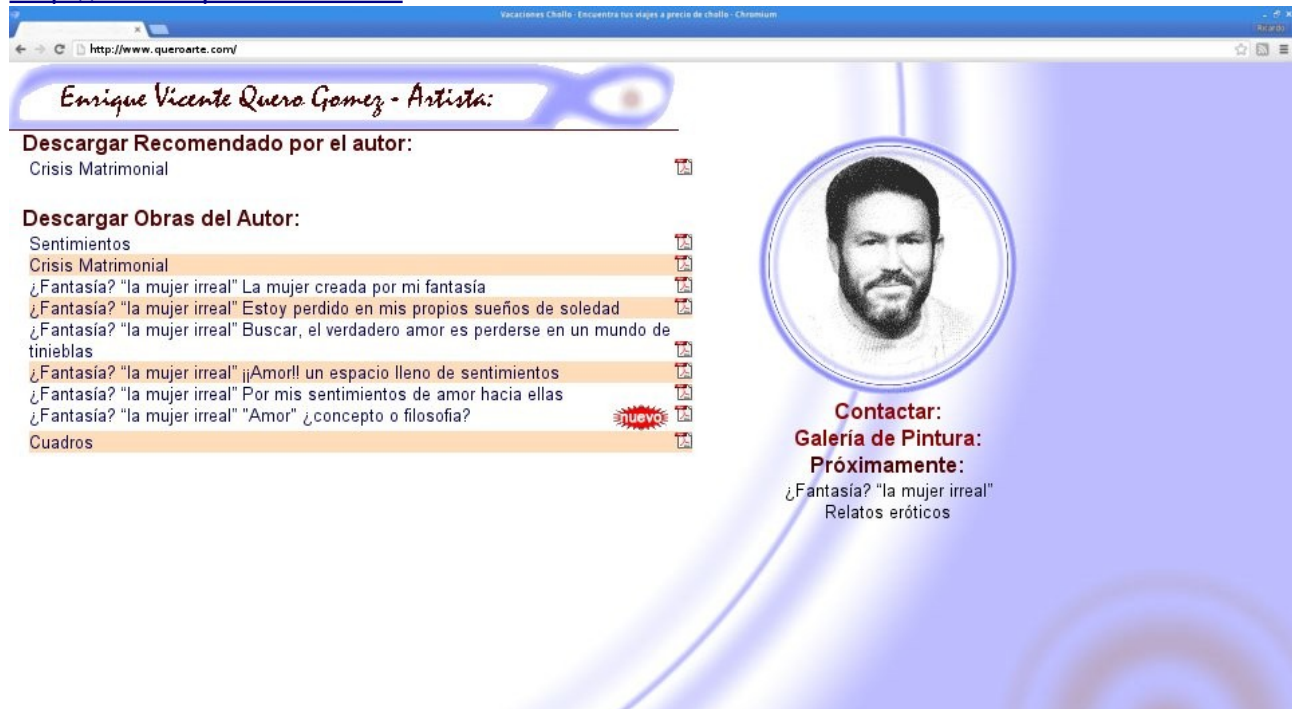 Vacaciones Chollo - Encuentra tus viajes a precio de chollo - Chromium
Ricardo
http://www.queroarte.com/
Enrique Vicente Quero Gomez - Artista:
Descargar Recomendado por el autor:
Crisis Matrimonial
Descargar Obras del Autor:
Sentimientos
Crisis Matrimonial
¿Fantasía? “la mujer irreal” La mujer creada por mi fantasía
¿Fantasía? “la mujer irreal” Estoy perdido en mis propios sueños de soledad
¿Fantasía? “la mujer irreal” Buscar, el verdadero amor es perderse en un mundo de
tinieblas
¿Fantasía? “la mujer irreal” ¡¡Amor!! un espacio lleno de sentimientos
¿Fantasía? “la mujer irreal” Por mis sentimientos de amor hacia ellas
¿Fantasía? “la mujer irreal” "Amor" ¿concepto o filosofia?
nuevo
Cuadros
Contactar:
Galería de Pintura:
Próximamente:
¿Fantasía? “la mujer irreal”
Relatos eróticos